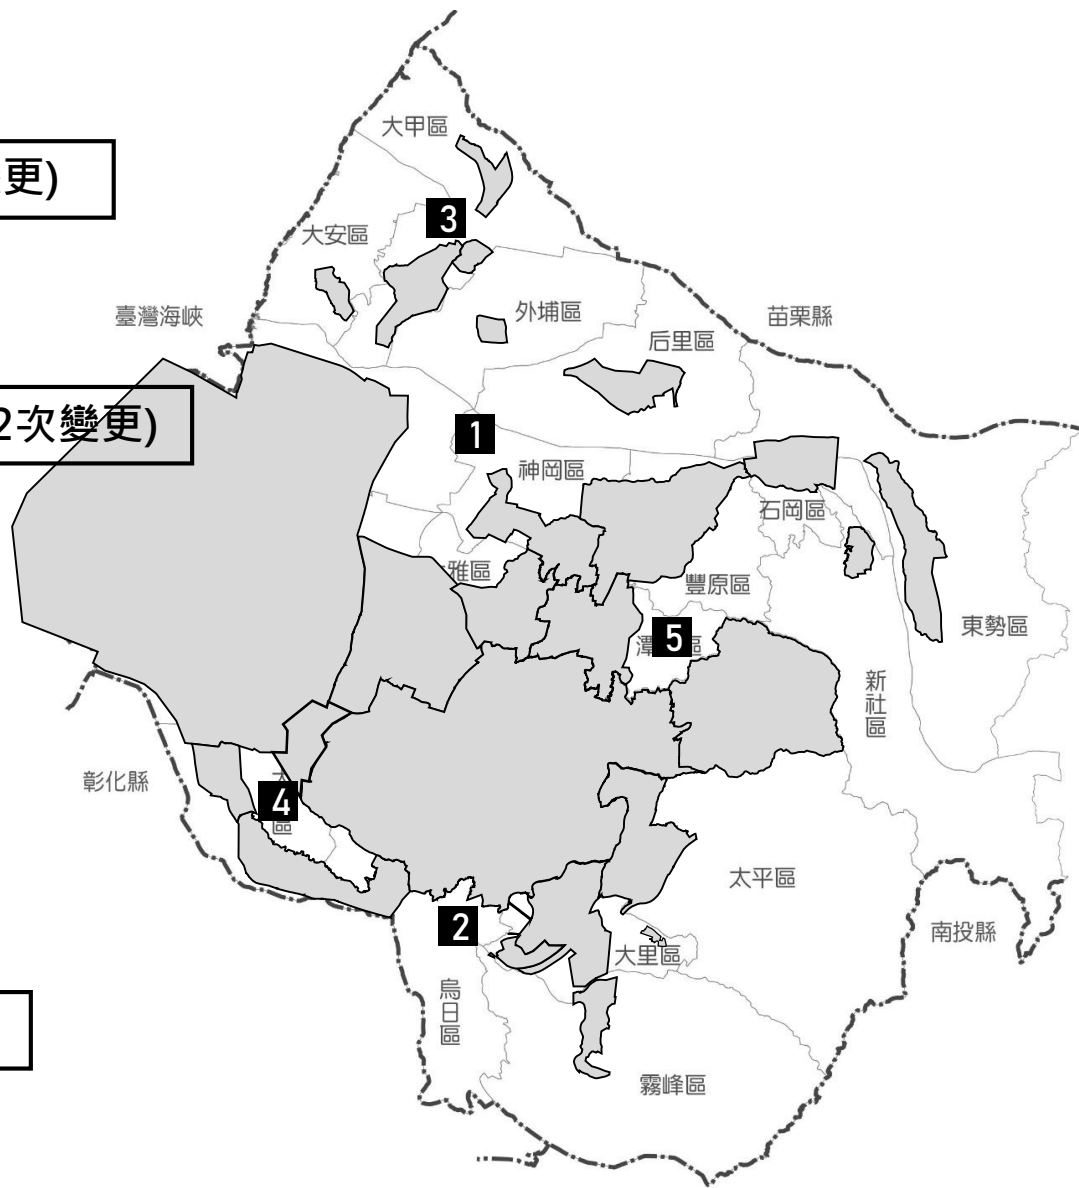 大甲區
更)
3
大安區
臺灣海峽
外埔區
苗栗縣
后里區
2次變更)
1
神岡區
石岡區
雅區
豐原區
東勢區
5
區
新社區
彰化縣
4
區
太平區
2
南投縣
大里區
烏日區
霧峰區